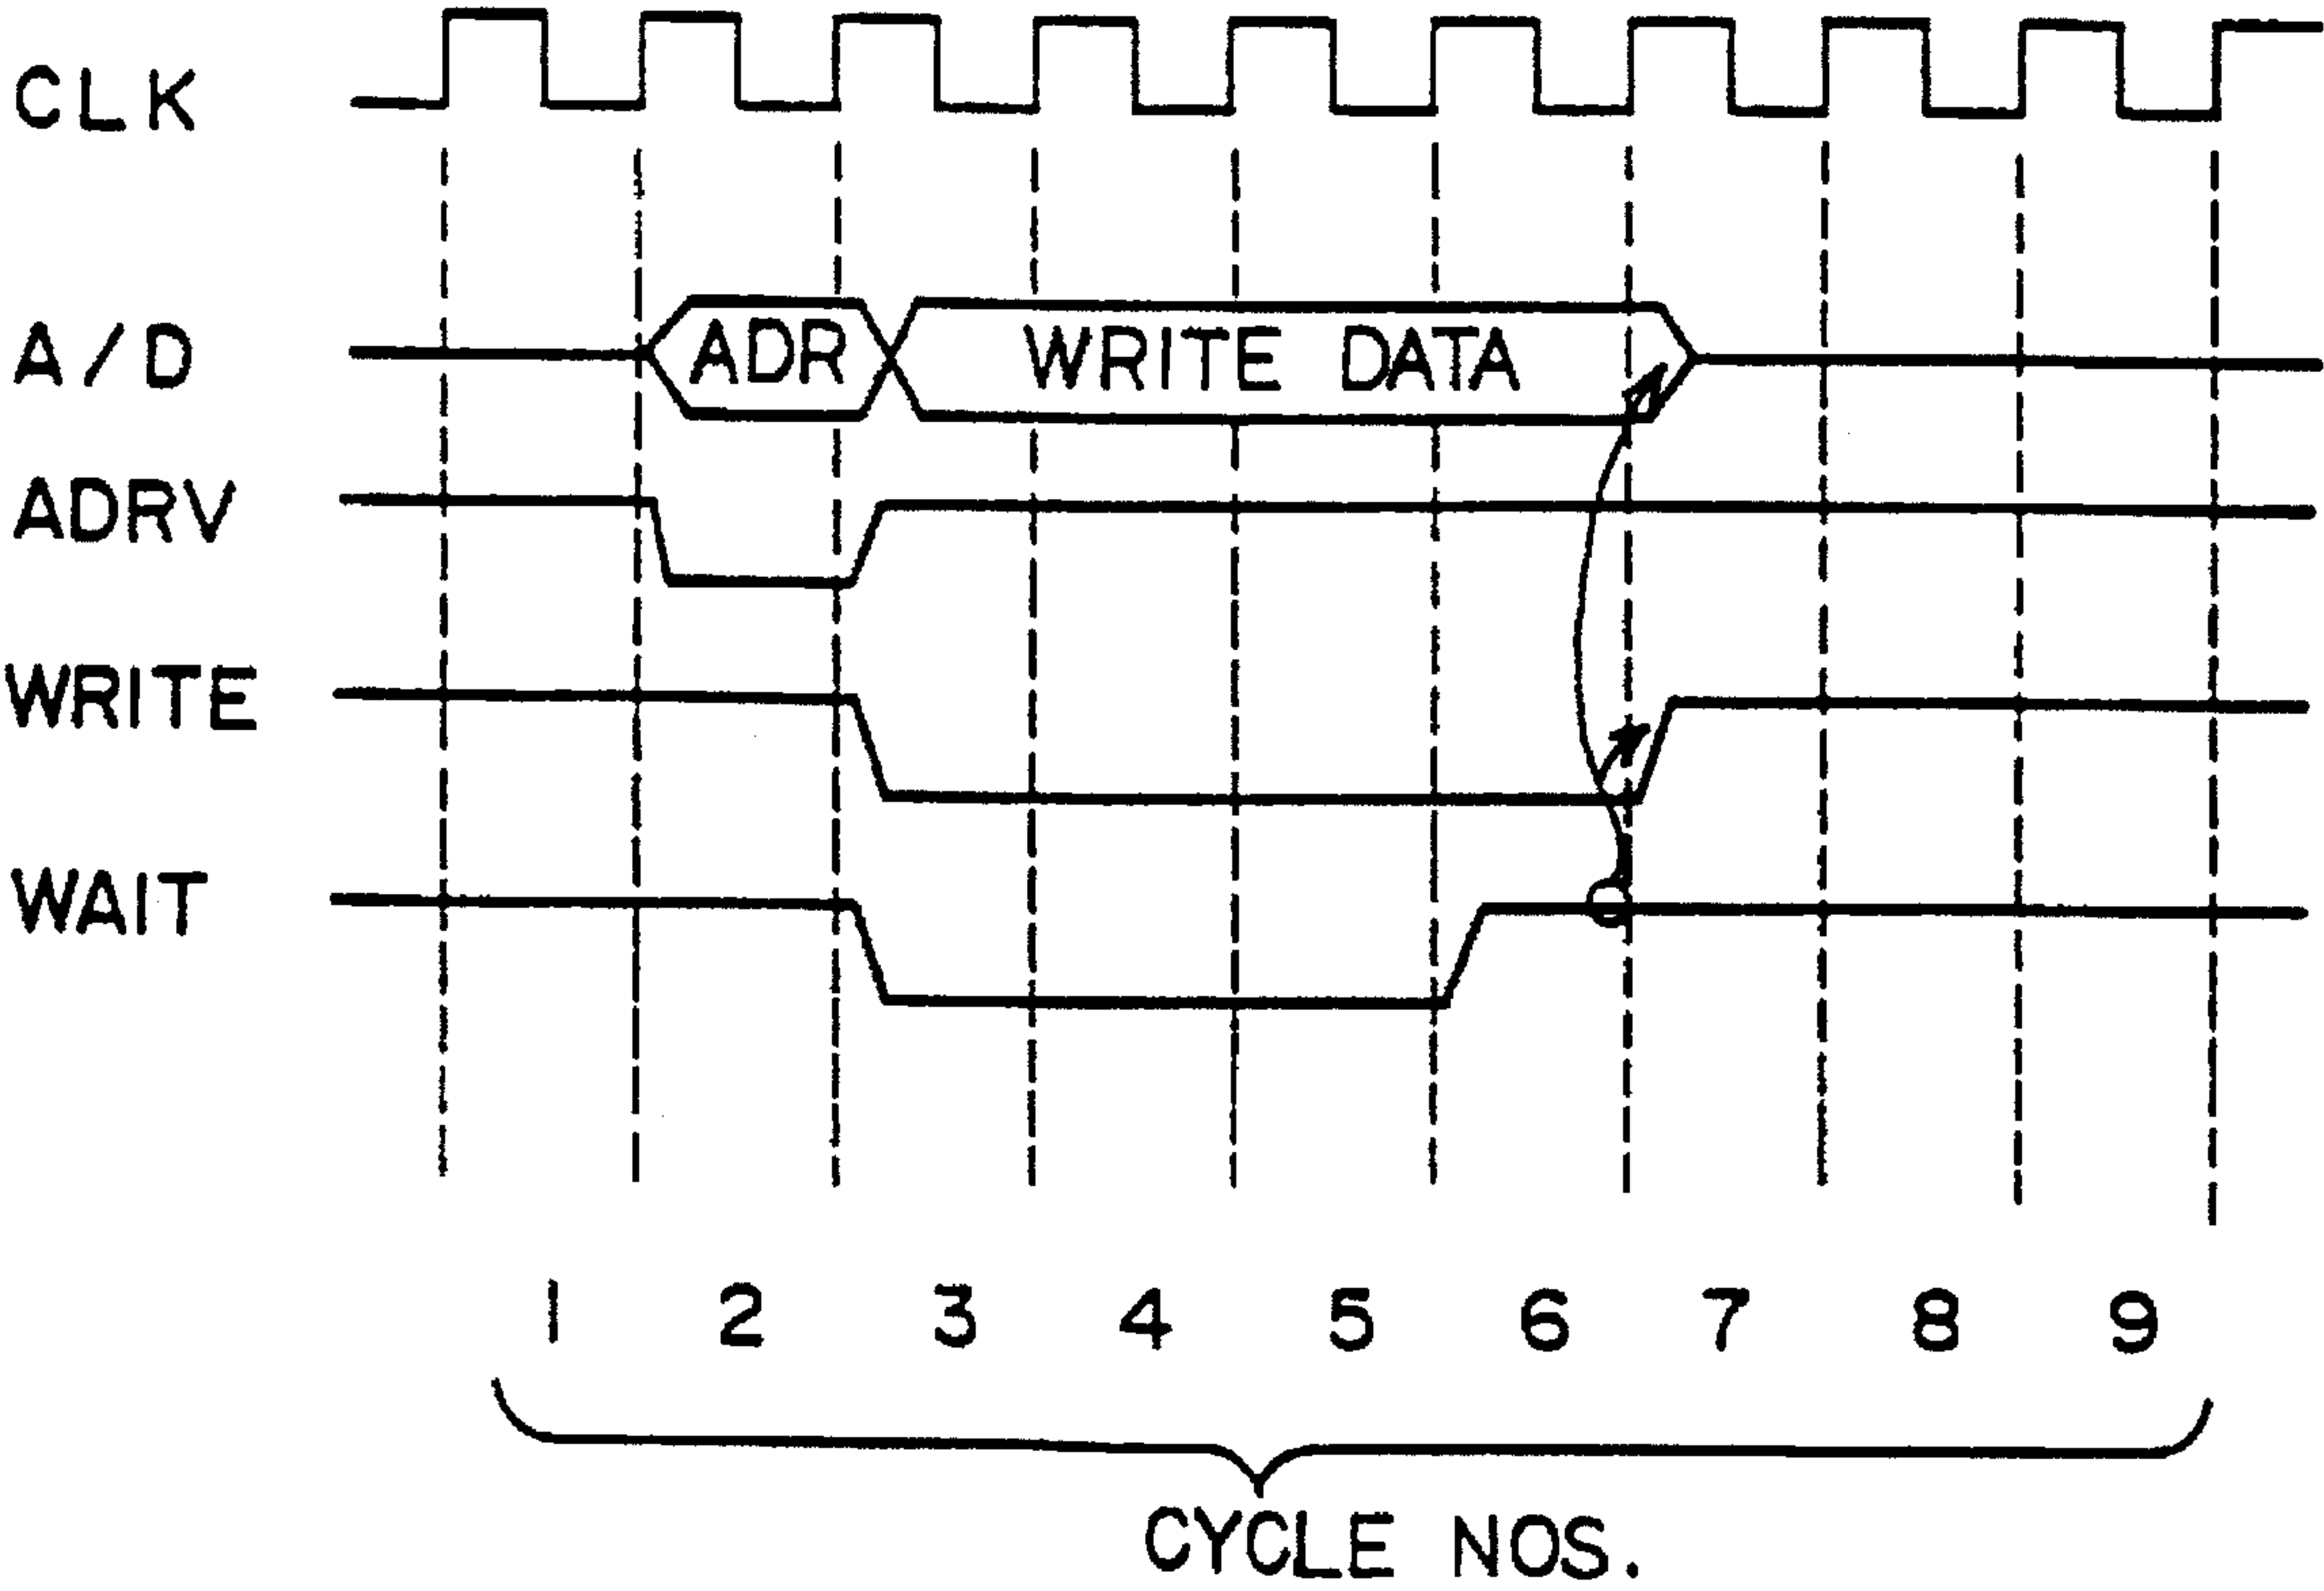 CLK
A/D ADR WRITE DATA
ADRV
WRITE
WAIT
1 2 3 4 5 6 7 8 9
CYCLE NOS.